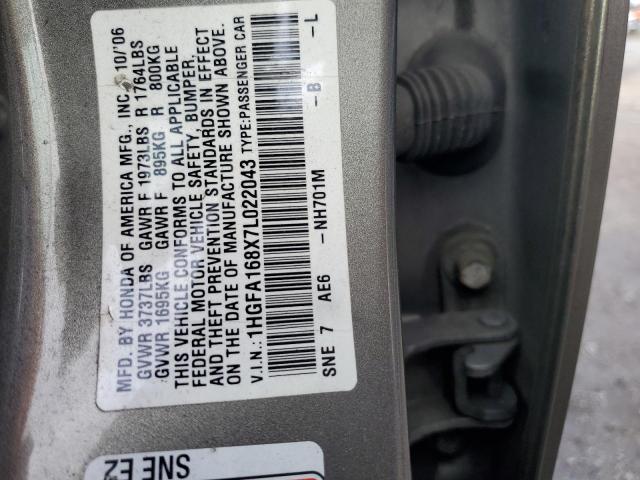 MFD. BY HONDA OF AMERICA MFG., INC. 10/'06
GVWR 3737LBS GAWR F 1973LBS R 1764LBS
GVWR 1695KG GAWR F 895KG R 800KG
THIS VEHICLE CONFORMS TO ALL APPLICABLE
FEDERAL MOTOR VEHICLE SAFETY, BUMPER,
AND THEFT PREVENTION STANDARDS IN EFFECT
ON THE DATE OF MANUFACTURE SHOWN ABOVE.
V.I.N.: 1HGFA168X7L022043 TYPE:PASSENGER CAR
SNE 7 AE6 -NH701M -B -L
SNE E2